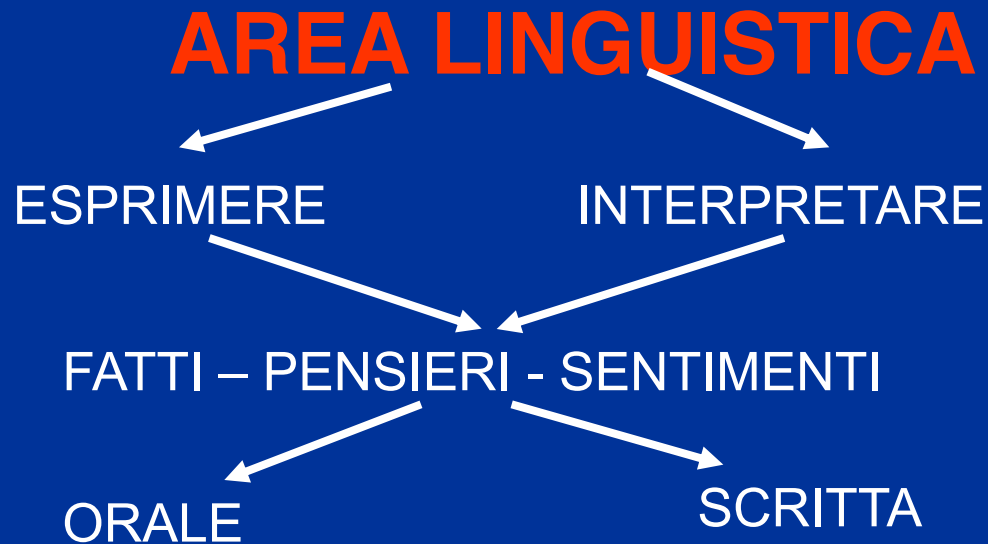 AREA LINGUISTICA
ESPRIMERE
INTERPRETARE
FATTI – PENSIERI - SENTIMENTI
ORALE
SCRITTA